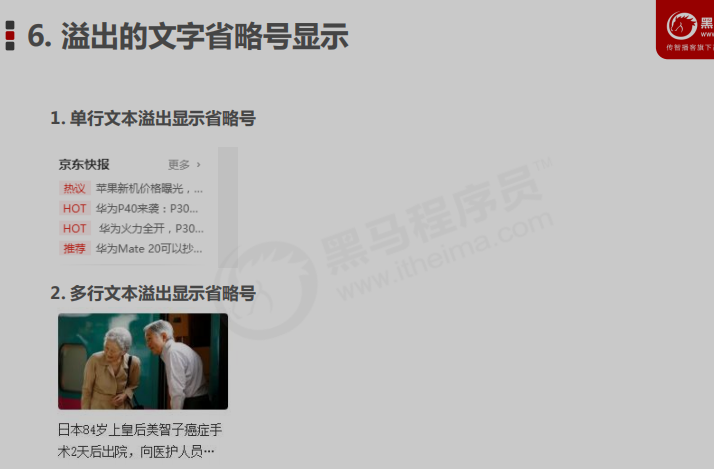 6. 溢出的文字省略号显示
黑
www
传智播客旗下
1. 单行文本溢出显示省略号
京东快报 更多 ›
热议 苹果新机价格曝光，...
HOT 华为P40来袭：P30...
HOT 华为火力全开，P30...
推荐 华为Mate 20可以抄...
黑马程序员™
www.itheima.com
2. 多行文本溢出显示省略号
日本84岁上皇后美智子癌症手
术2天后出院，向医护人员…